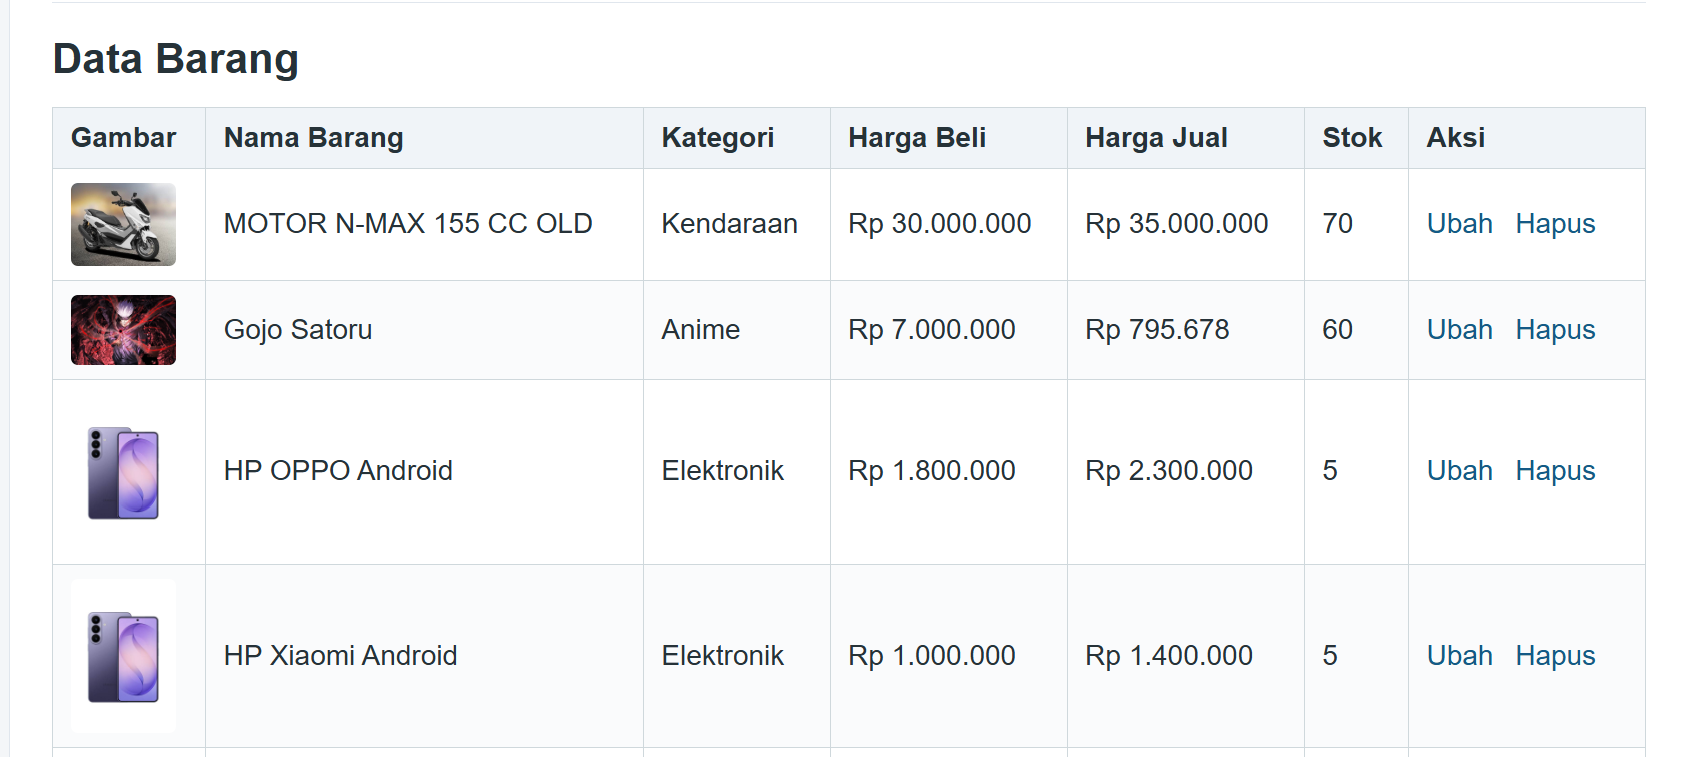 Data Barang
Gambar Nama Barang Kategori Harga Beli Harga Jual Stok Aksi
MOTOR N-MAX 155 CC OLD Kendaraan Rp 30.000.000 Rp 35.000.000 70 Ubah Hapus
Gojo Satoru Anime Rp 7.000.000 Rp 795.678 60 Ubah Hapus
HP OPPO Android Elektronik Rp 1.800.000 Rp 2.300.000 5 Ubah Hapus
HP Xiaomi Android Elektronik Rp 1.000.000 Rp 1.400.000 5 Ubah Hapus